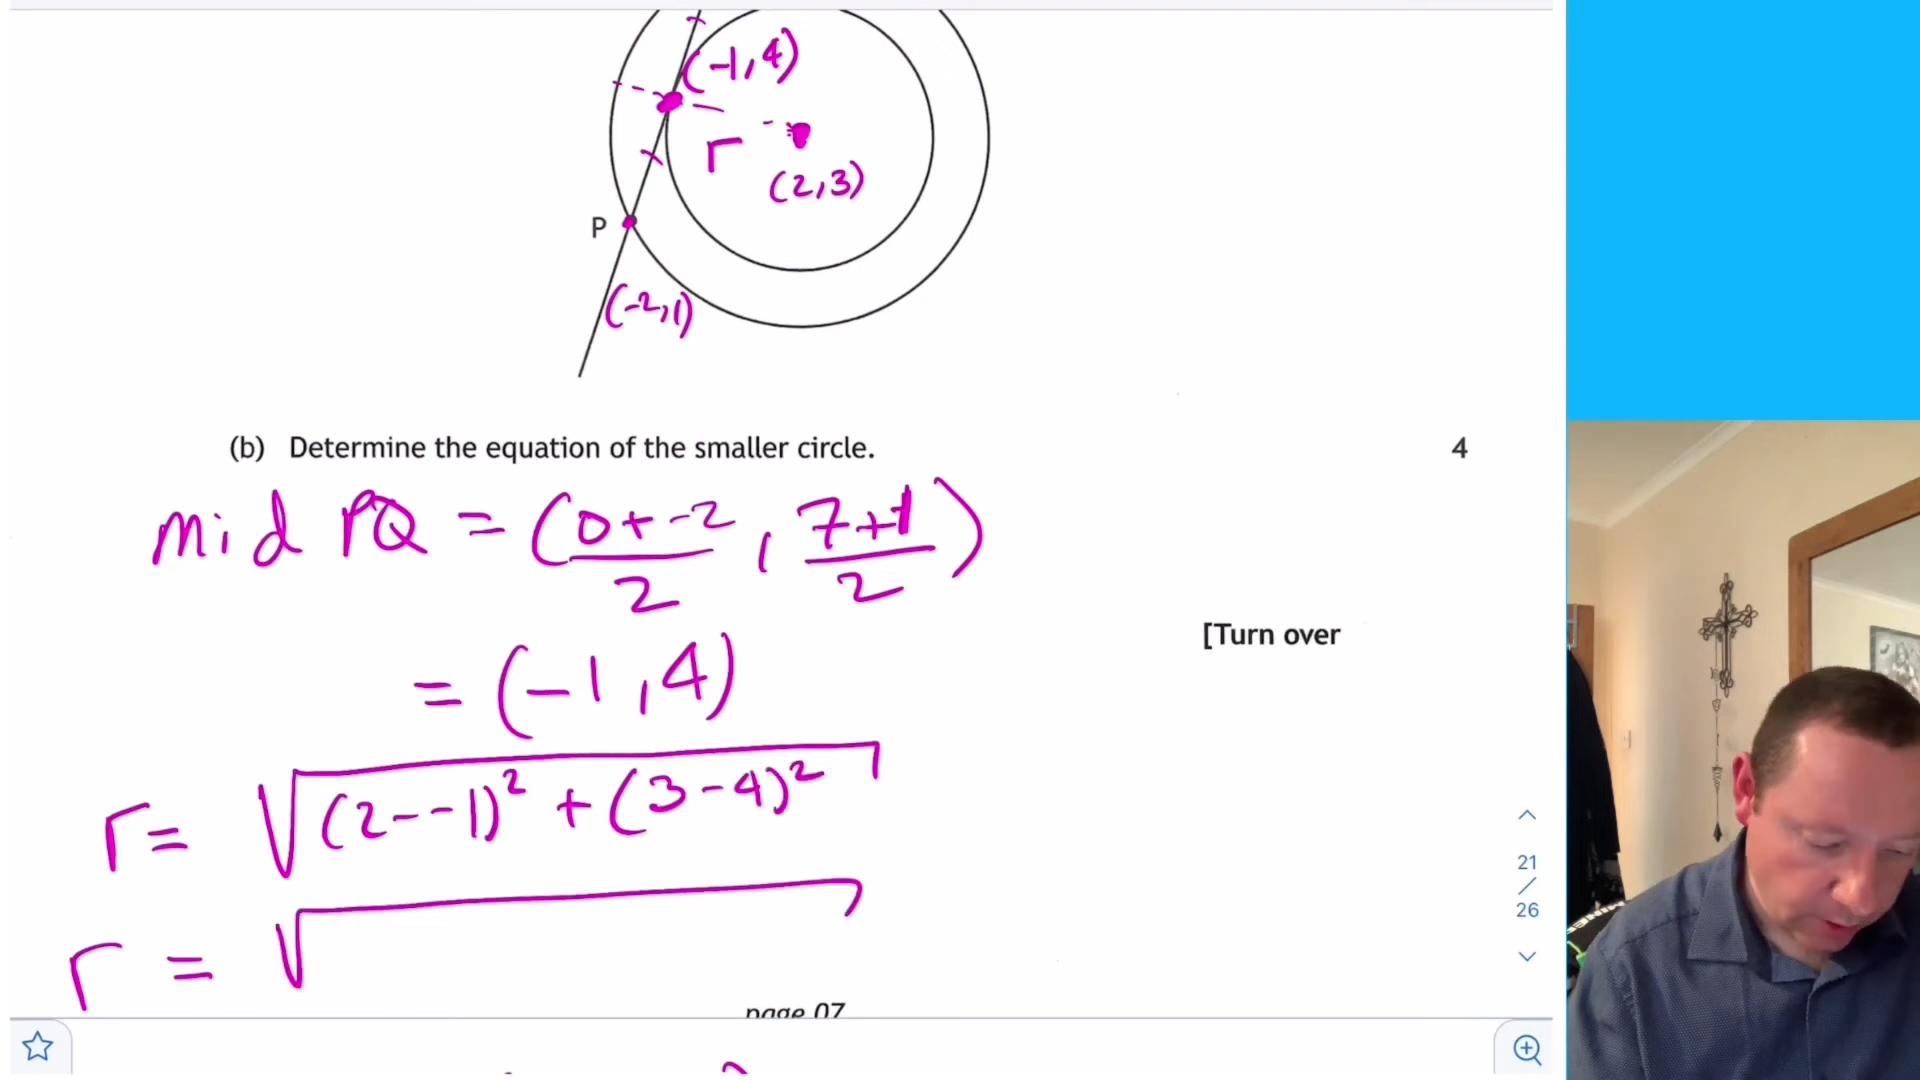 (-1,4)
r
(2,3)
P
(-2,1)
(b) Determine the equation of the smaller circle. 4
mid PQ = (0+-2/2, 7+1/2)
[Turn over
= (-1,4)
r= √(2--1)² + (3-4)²
21
/
26
r = √
page 07